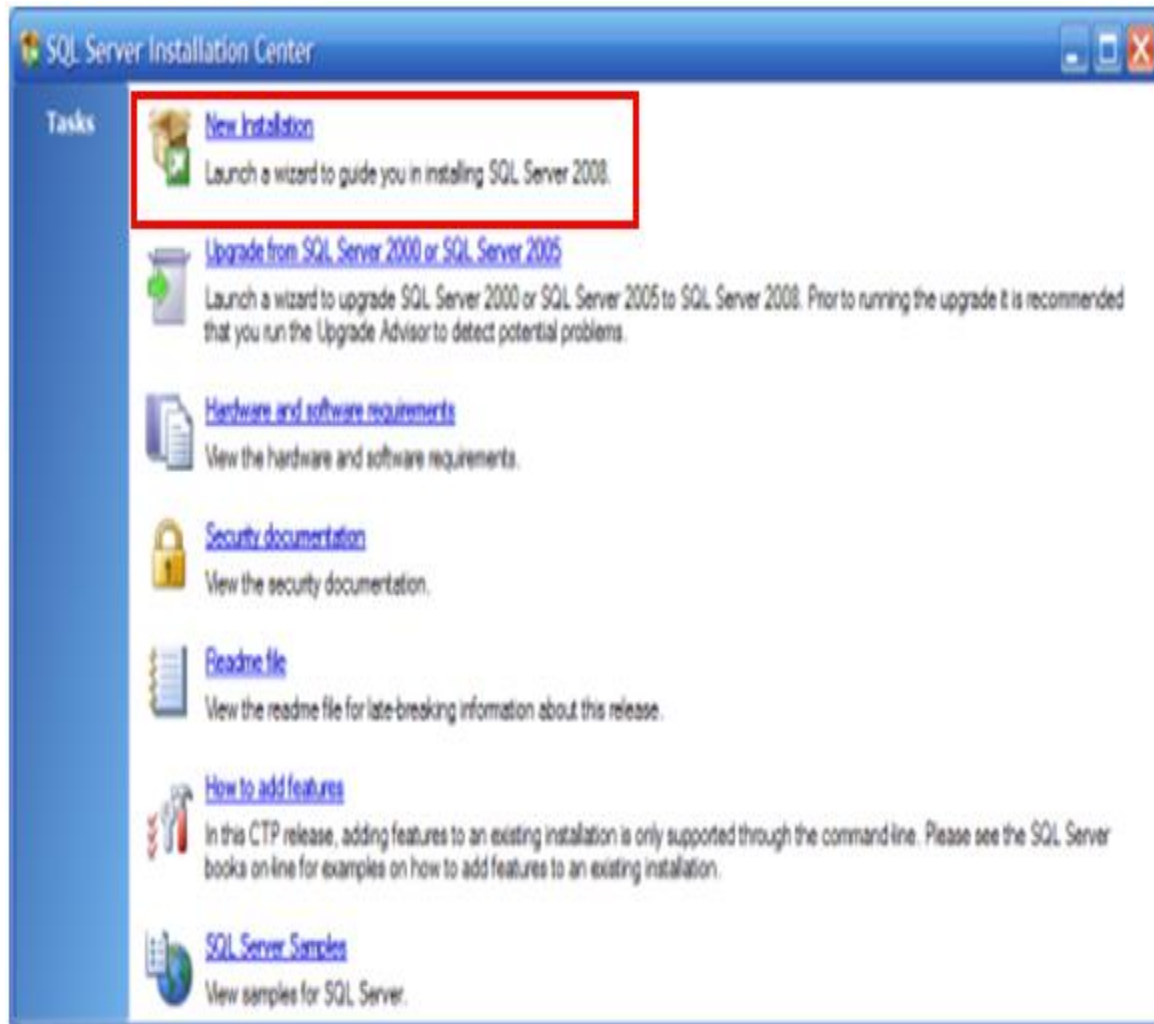 SQL Server Installation Center
Tasks
New Installation
Launch a wizard to guide you in installing SQL Server 2008.
Upgrade from SQL Server 2000 or SQL Server 2005
Launch a wizard to upgrade SQL Server 2000 or SQL Server 2005 to SQL Server 2008. Prior to running the upgrade it is recommended
that you run the Upgrade Advisor to detect potential problems.
Hardware and software requirements
View the hardware and software requirements.
Security documentation
View the security documentation.
Readme file
View the readme file for late-breaking information about this release.
How to add features
In this CTP release, adding features to an existing installation is only supported through the command-line. Please see the SQL Server
books on-line for examples on how to add features to an existing installation.
SQL Server Samples
View samples for SQL Server.